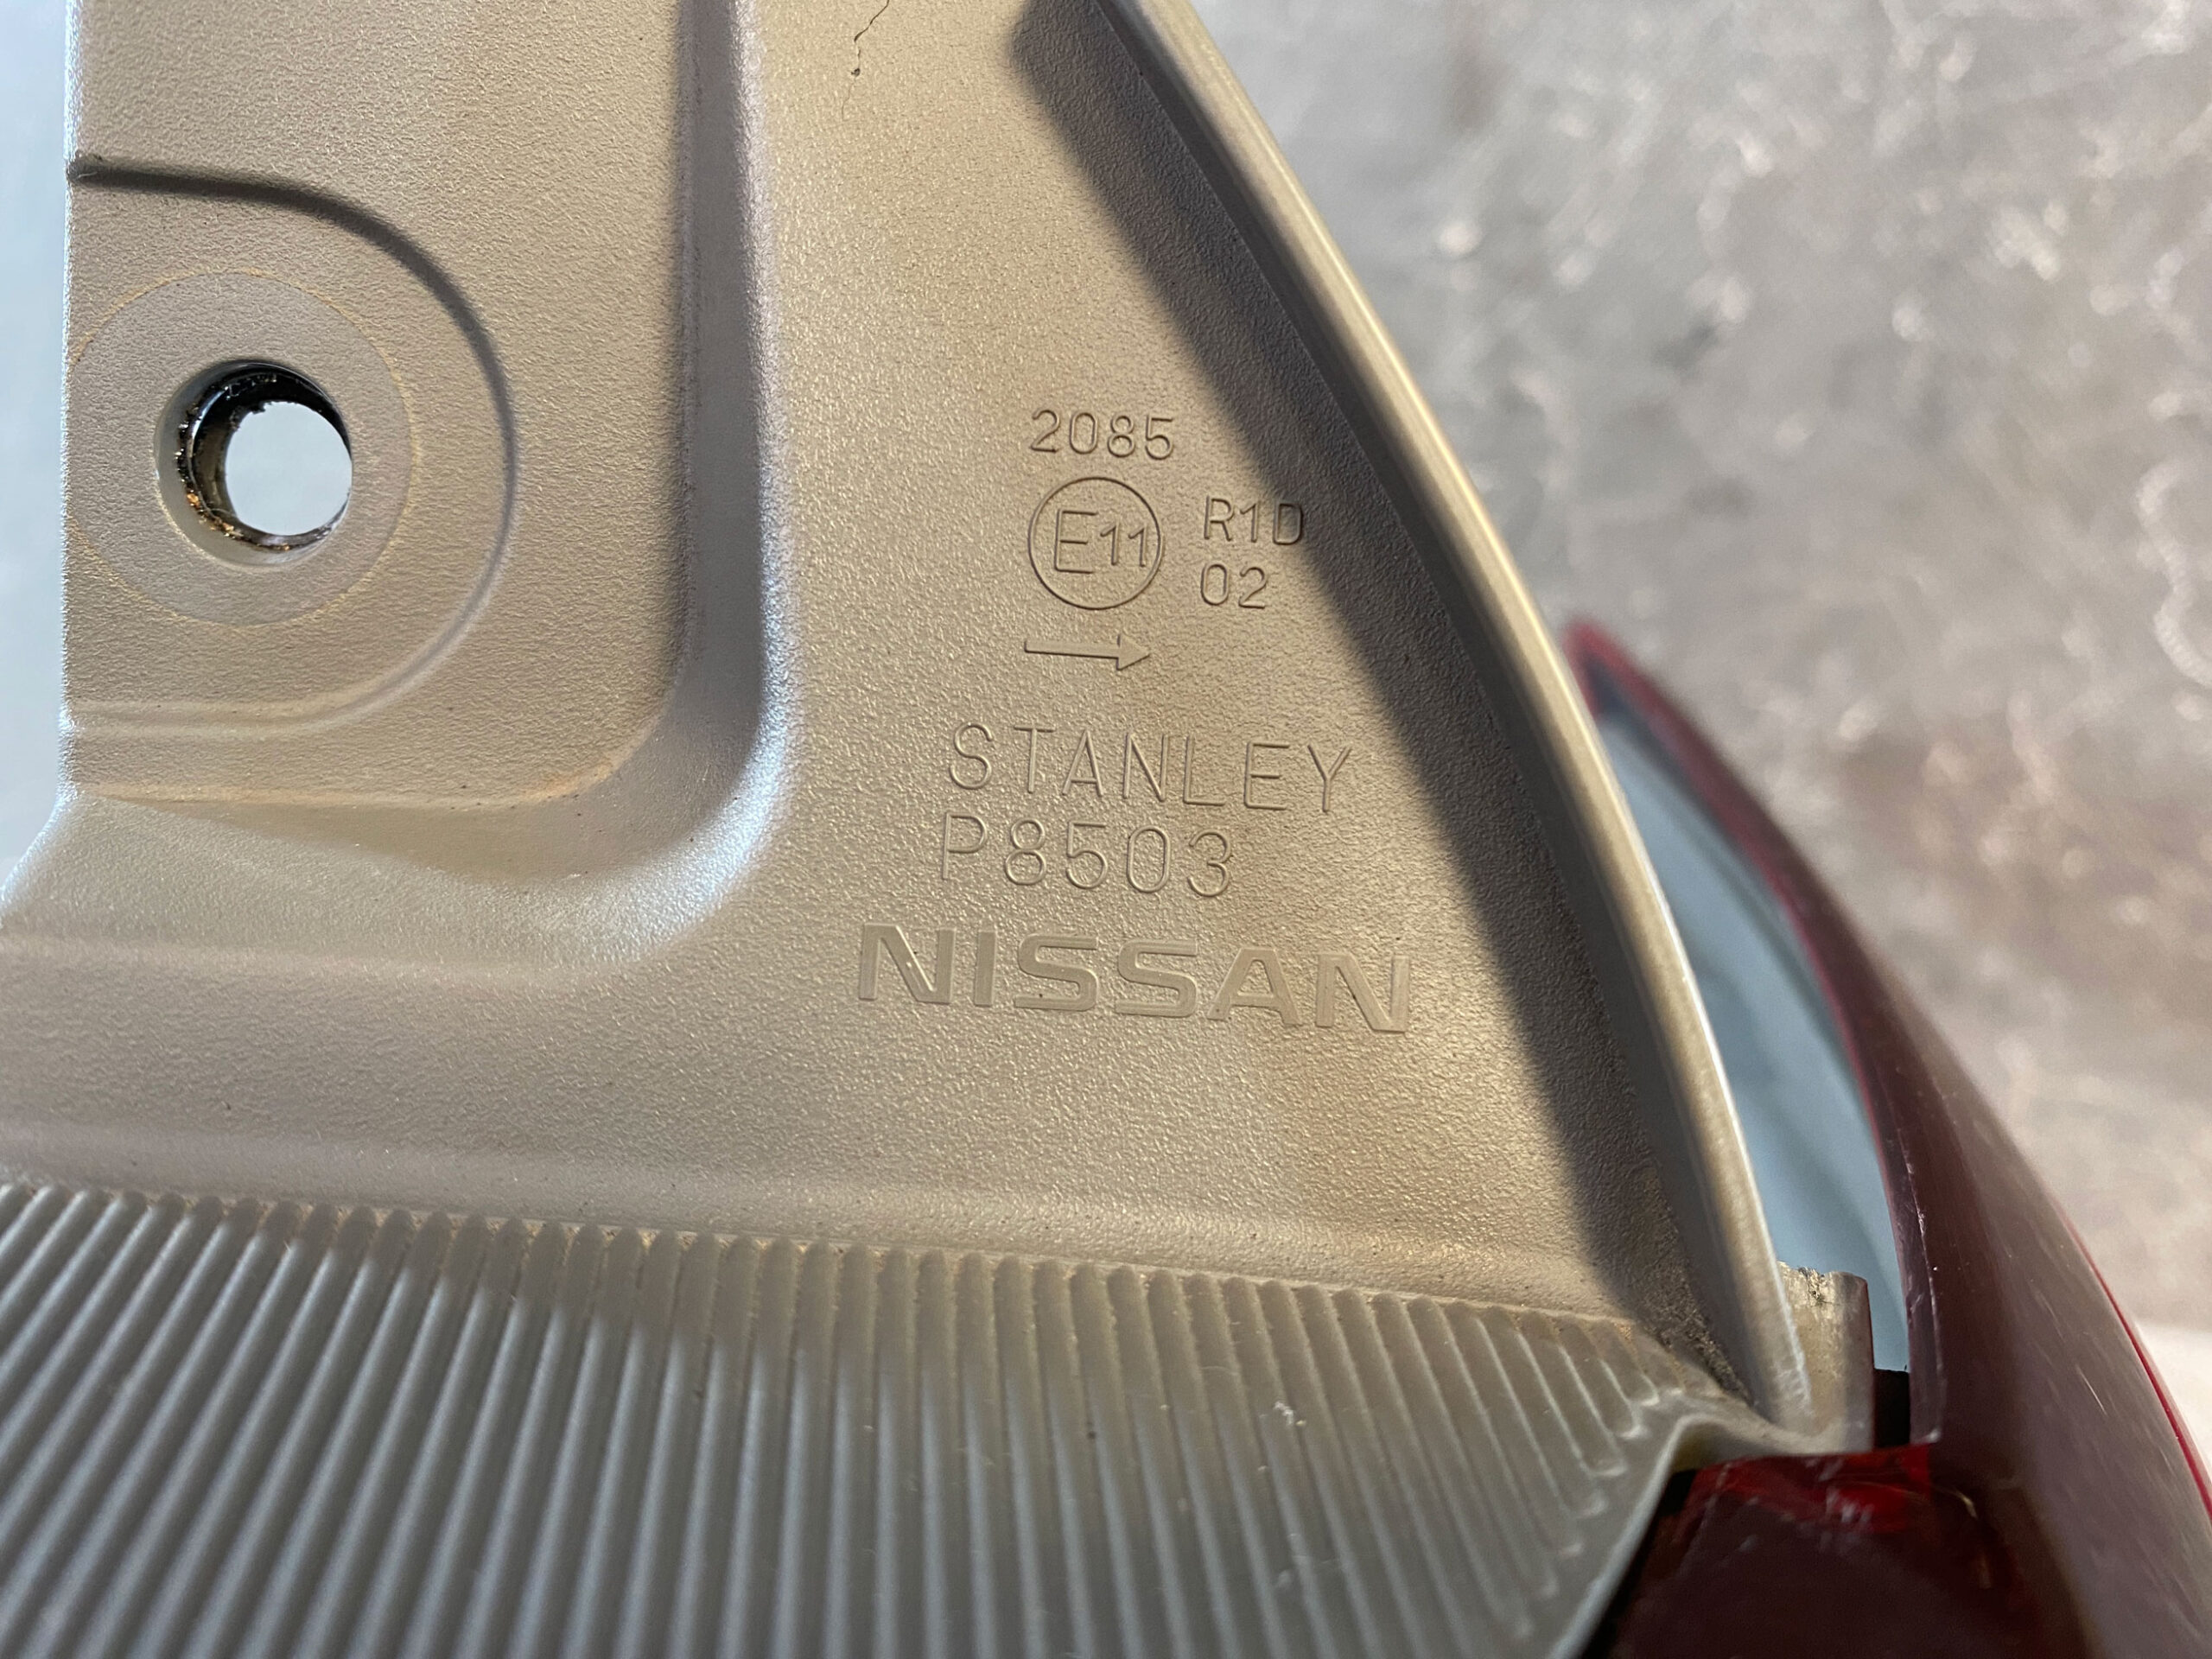 2085
E11 R1D
02
STANLEY
P8503
NISSAN